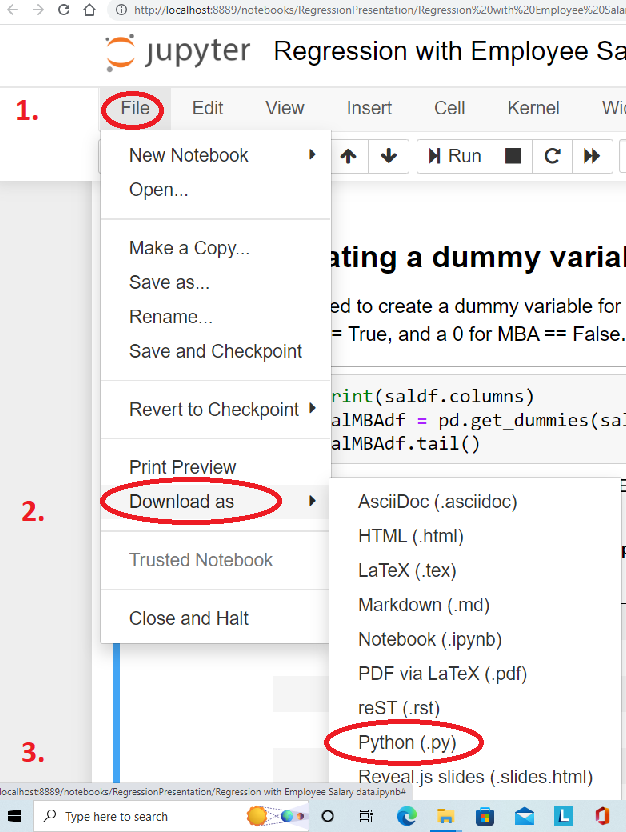 http://localhost:8889/notebooks/RegressionPresentation/Regression%20with%20Employee%20Salar
jupyter Regression with Employee Sa
1.
File Edit View Insert Cell Kernel Wid
New Notebook
Run
Open...
Make a Copy...
ating a dummy varial
Save as...
ed to create a dummy variable for
Rename...
= True, and a 0 for MBA == False.
Save and Checkpoint
rint(saldf.columns)
Revert to Checkpoint
alMBAdf = pd.get_dummies(sal
alMBAdf.tail()
Print Preview
2.
Download as
AsciiDoc (.asciidoc)
HTML (.html)
Trusted Notebook
LaTeX (.tex)
Markdown (.md)
Close and Halt
Notebook (.ipynb)
PDF via LaTeX (.pdf)
reST (.rst)
3.
Python (.py)
Reveal.js slides (.slides.html)
localhost:8889/notebooks/RegressionPresentation/Regression with Employee Salary data.ipynb#
Type here to search